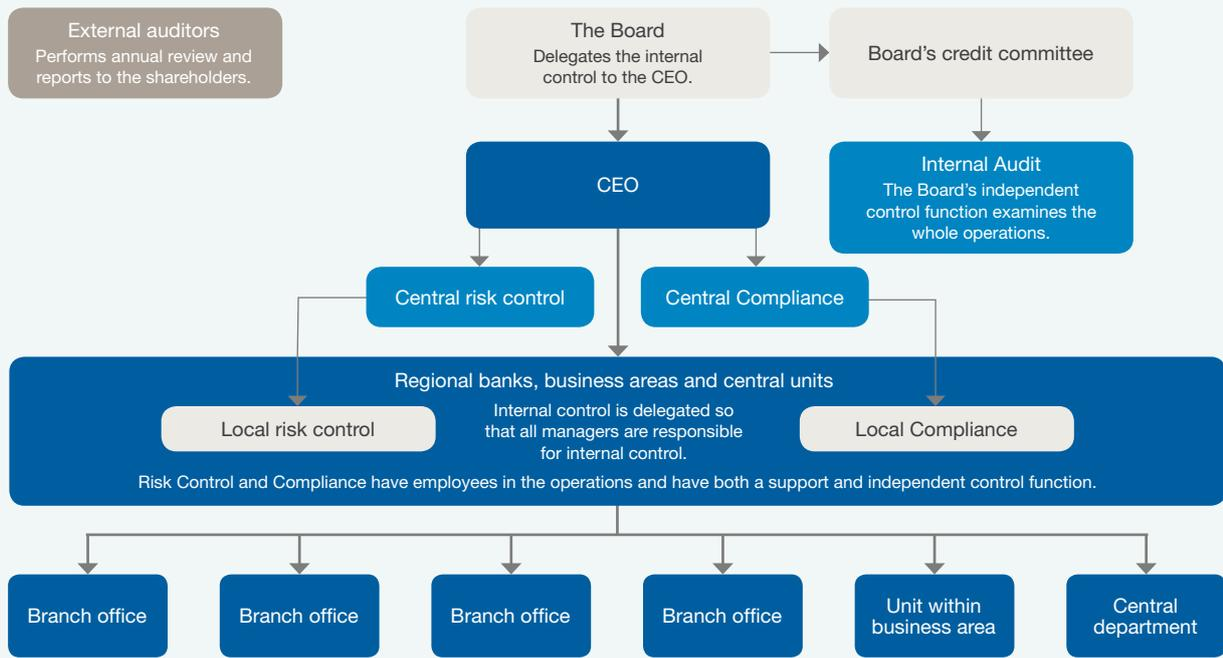 External auditors
Performs annual review and
reports to the shareholders.
The Board
Delegates the internal
control to the CEO.
Board’s credit committee
CEO
Internal Audit
The Board’s independent
control function examines the
whole operations.
Central risk control
Central Compliance
Regional banks, business areas and central units
Local risk control
Internal control is delegated so
that all managers are responsible
for internal control.
Local Compliance
Risk Control and Compliance have employees in the operations and have both a support and independent control function.
Branch office
Branch office
Branch office
Branch office
Unit within
business area
Central
department